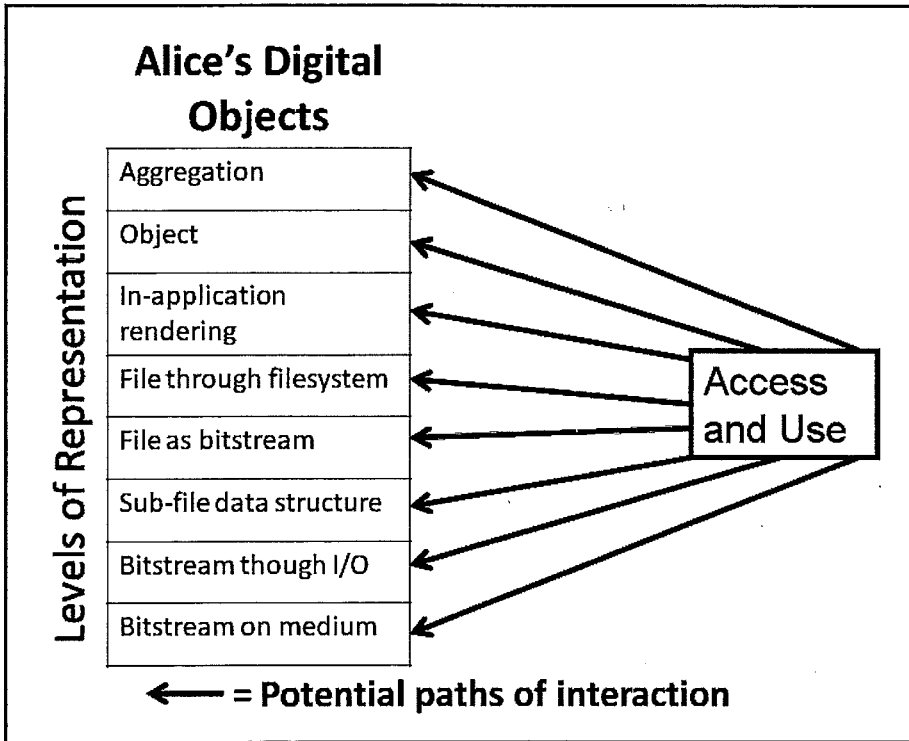 Alice's Digital
Objects
Levels of Representation
Aggregation
Object
In-application
rendering
File through filesystem
File as bitstream
Sub-file data structure
Bitstream though I/O
Bitstream on medium
Access
and Use
= Potential paths of interaction